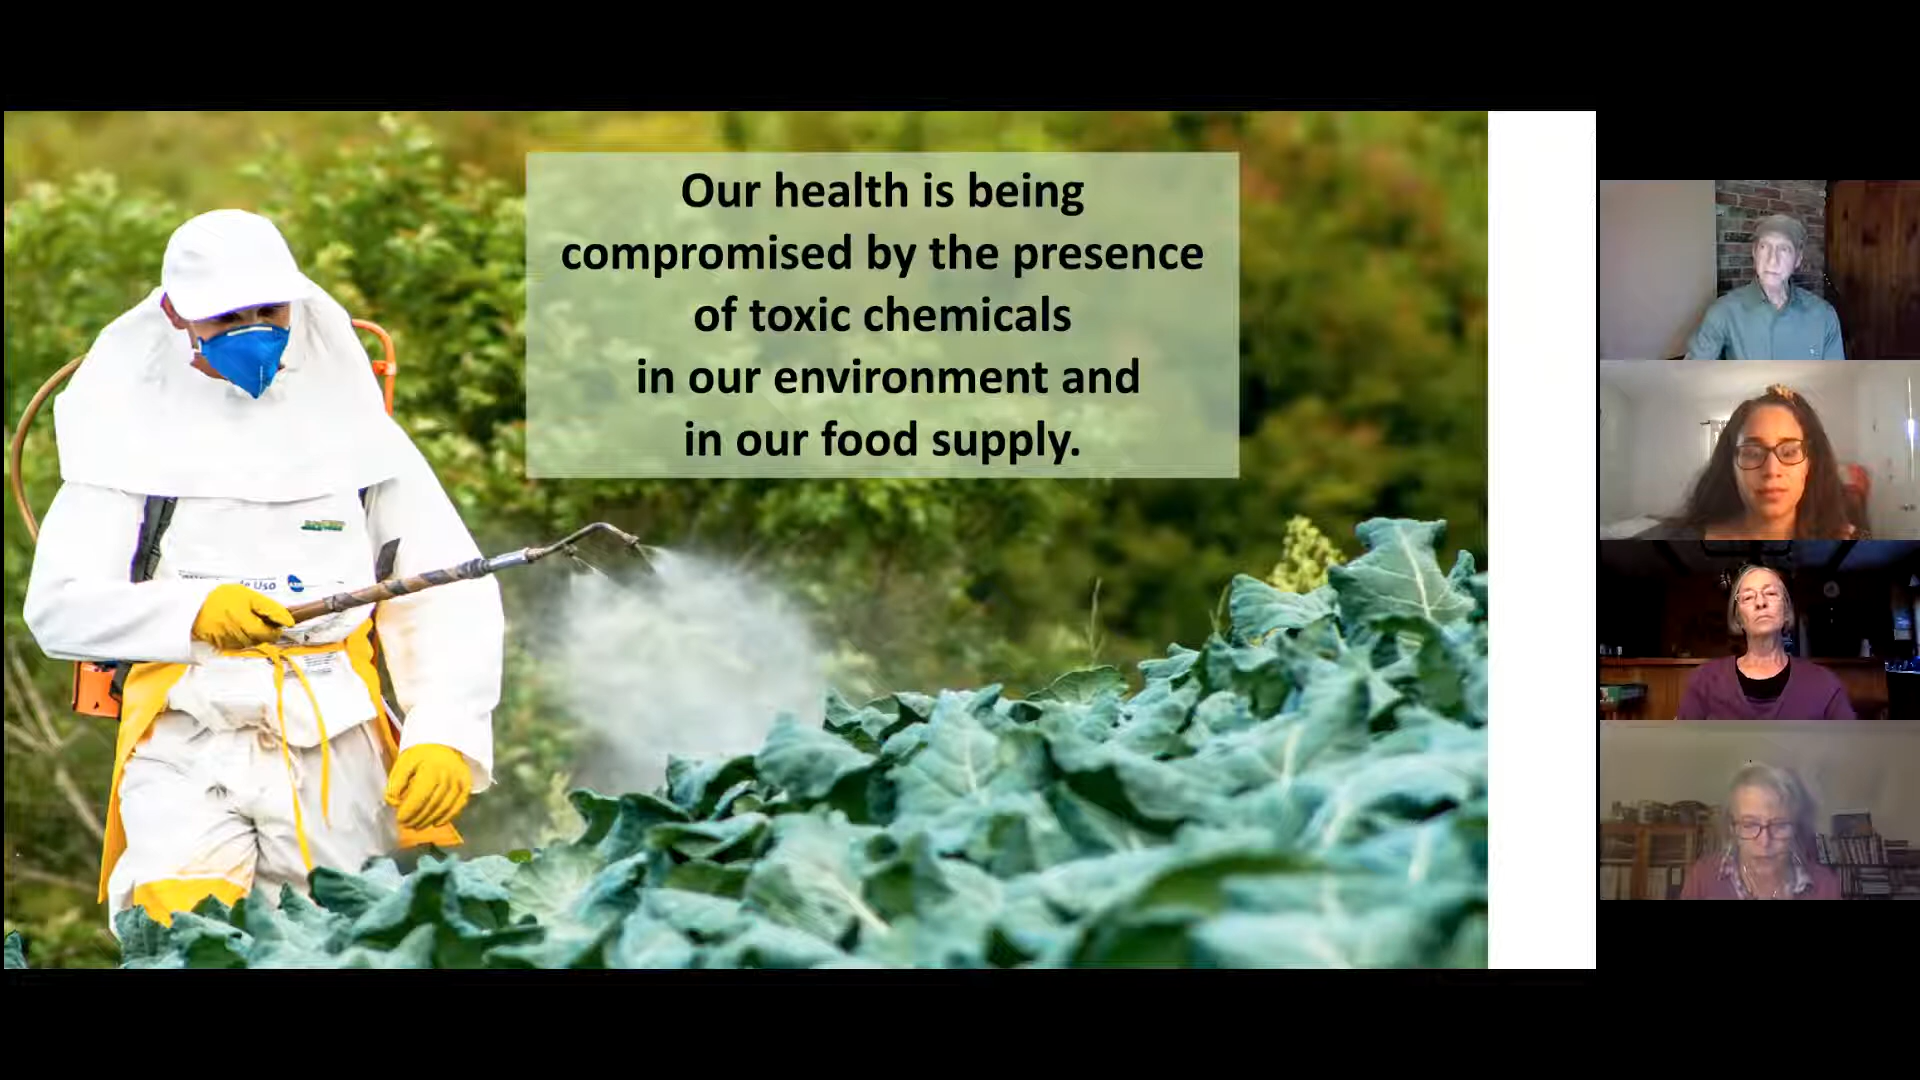 Our health is being
compromised by the presence
of toxic chemicals
in our environment and
in our food supply.
Uso